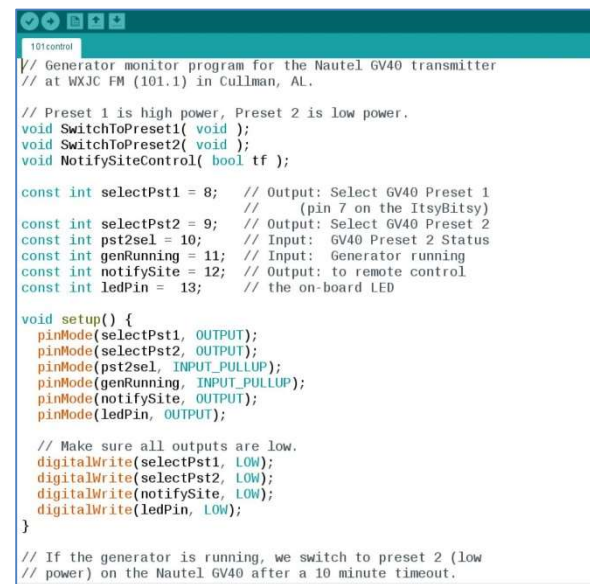 101control
// Generator monitor program for the Nautel GV40 transmitter
// at WXJC FM (101.1) in Cullman, AL.
// Preset 1 is high power, Preset 2 is low power.
void SwitchToPreset1( void );
void SwitchToPreset2( void );
void NotifySiteControl( bool tf );
const int selectPst1 = 8;   // Output: Select GV40 Preset 1
//     (pin 7 on the ItsyBitsy)
const int selectPst2 = 9;   // Output: Select GV40 Preset 2
const int pst2sel = 10;     // Input:  GV40 Preset 2 Status
const int genRunning = 11;  // Input:  Generator running
const int notifySite = 12;  // Output: to remote control
const int ledPin =  13;     // the on-board LED
void setup() {
  pinMode(selectPst1, OUTPUT);
  pinMode(selectPst2, OUTPUT);
  pinMode(pst2sel, INPUT_PULLUP);
  pinMode(genRunning, INPUT_PULLUP);
  pinMode(notifySite, OUTPUT);
  pinMode(ledPin, OUTPUT);
  // Make sure all outputs are low.
  digitalWrite(selectPst1, LOW);
  digitalWrite(selectPst2, LOW);
  digitalWrite(notifySite, LOW);
  digitalWrite(ledPin, LOW);
}
// If the generator is running, we switch to preset 2 (low
// power) on the Nautel GV40 after a 10 minute timeout.